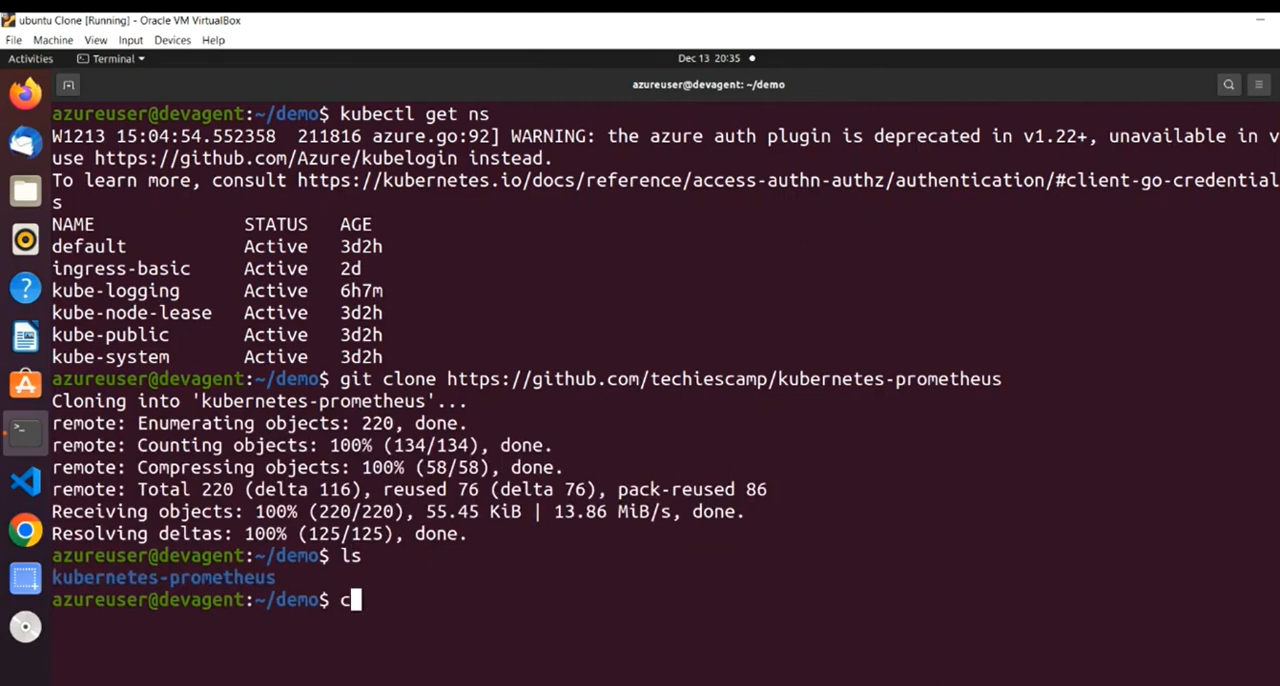 ubuntu Clone [Running] - Oracle VM VirtualBox
File Machine View Input Devices Help
Activities Terminal Dec 13 20:35
azureuser@devagent: ~/demo
azureuser@devagent:~/demo$ kubectl get ns
W1213 15:04:54.552358  211816 azure.go:92] WARNING: the azure auth plugin is deprecated in v1.22+, unavailable in v
use https://github.com/Azure/kubelogin instead.
To learn more, consult https://kubernetes.io/docs/reference/access-authn-authz/authentication/#client-go-credential
s
NAME STATUS AGE
default Active 3d2h
ingress-basic Active 2d
kube-logging Active 6h7m
kube-node-lease Active 3d2h
kube-public Active 3d2h
kube-system Active 3d2h
azureuser@devagent:~/demo$ git clone https://github.com/techiescamp/kubernetes-prometheus
Cloning into 'kubernetes-prometheus'...
remote: Enumerating objects: 220, done.
remote: Counting objects: 100% (134/134), done.
remote: Compressing objects: 100% (58/58), done.
remote: Total 220 (delta 116), reused 76 (delta 76), pack-reused 86
Receiving objects: 100% (220/220), 55.45 KiB | 13.86 MiB/s, done.
Resolving deltas: 100% (125/125), done.
azureuser@devagent:~/demo$ ls
kubernetes-prometheus
azureuser@devagent:~/demo$ c